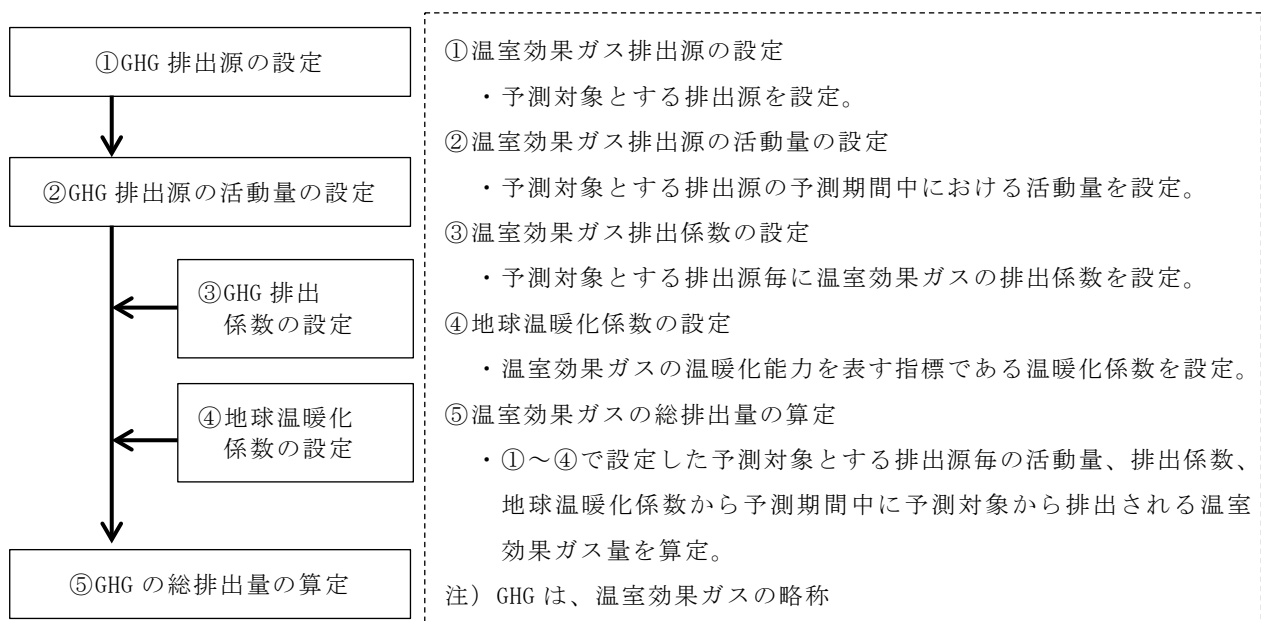 ①GHG 排出源の設定
②GHG 排出源の活動量の設定
③GHG 排出
係数の設定
④地球温暖化
係数の設定
⑤GHG の総排出量の算定
①温室効果ガス排出源の設定
・予測対象とする排出源を設定。
②温室効果ガス排出源の活動量の設定
・予測対象とする排出源の予測期間中における活動量を設定。
③温室効果ガス排出係数の設定
・予測対象とする排出源毎に温室効果ガスの排出係数を設定。
④地球温暖化係数の設定
・温室効果ガスの温暖化能力を表す指標である温暖化係数を設定。
⑤温室効果ガスの総排出量の算定
・①～④で設定した予測対象とする排出源毎の活動量、排出係数、
地球温暖化係数から予測期間中に予測対象から排出される温室
効果ガス量を算定。
注）GHG は、温室効果ガスの略称